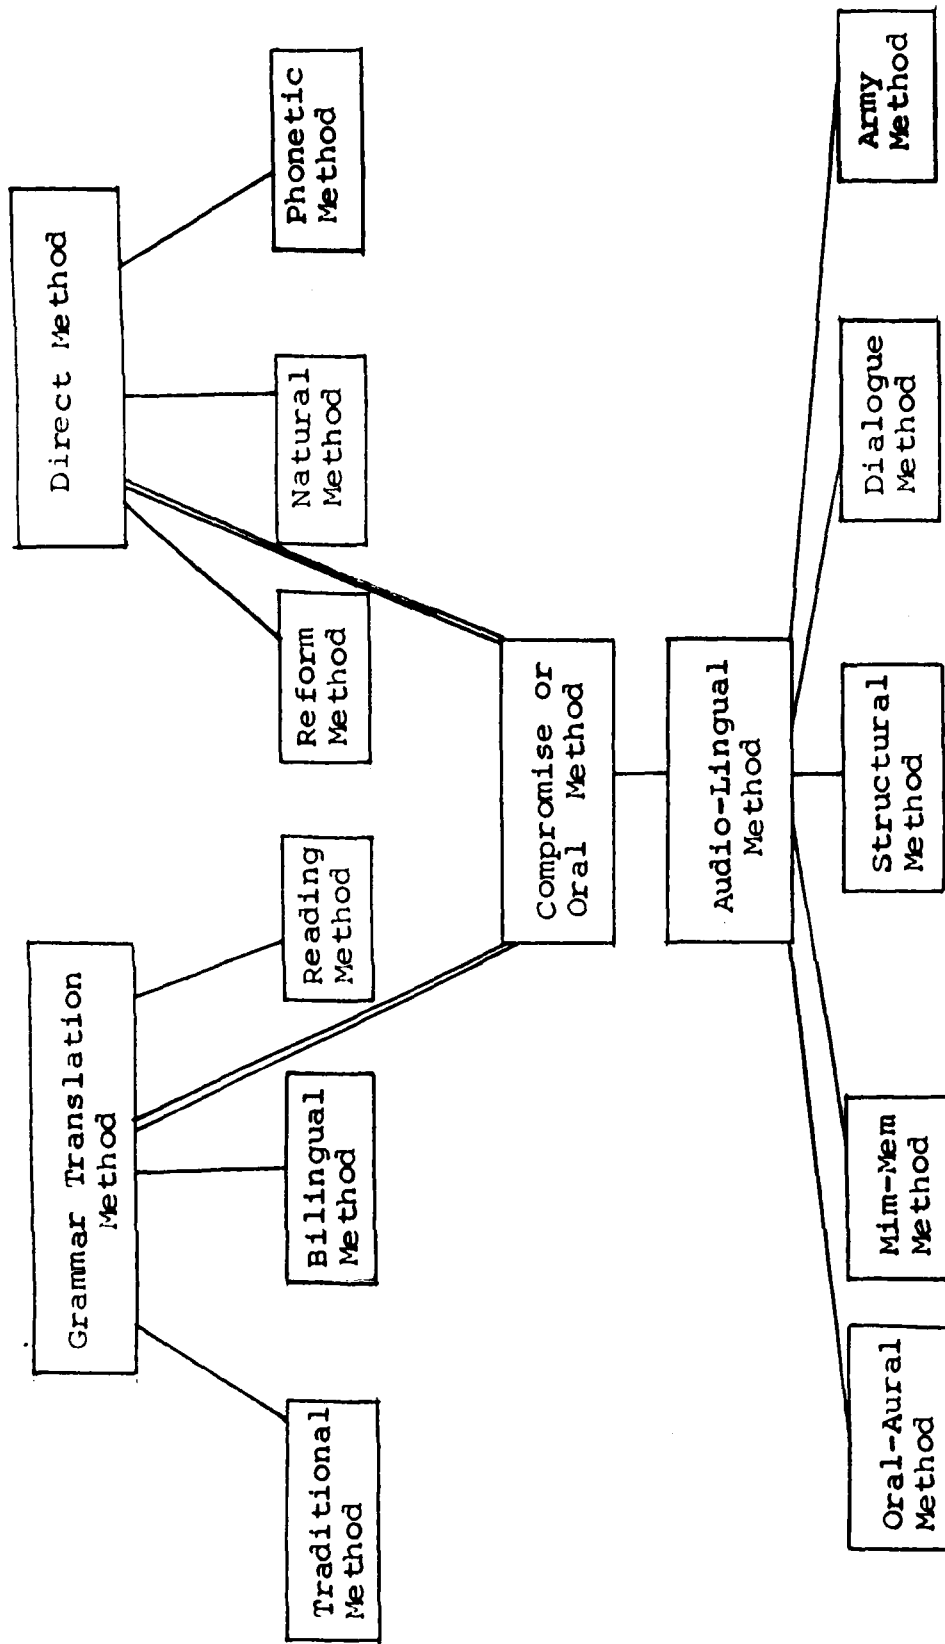 Grammar Translation
Method
Direct Method
Traditional
Method
Bilingual
Method
Reading
Method
Reform
Method
Natural
Method
Phonetic
Method
Compromise or
Oral Method
Audio-Lingual
Method
Oral-Aural
Method
Mim-Mem
Method
Structural
Method
Dialogue
Method
Army
Method